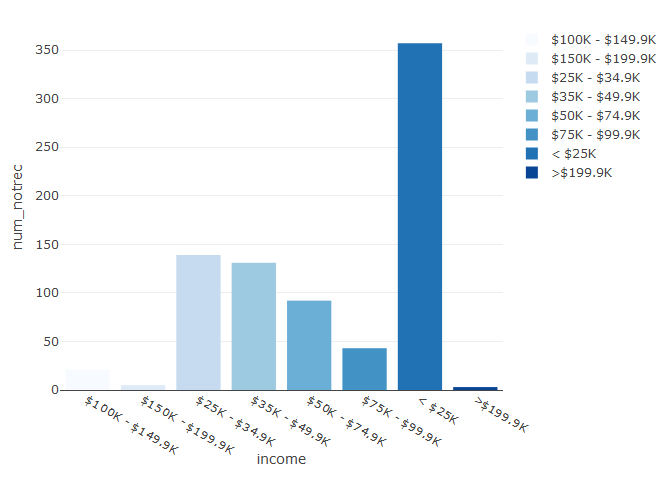 350
300
250
200
150
100
50
0
num_notrec
$100K - $149.9K
$150K - $199.9K
$25K - $34.9K
$35K - $49.9K
$50K - $74.9K
$75K - $99.9K
< $25K
>$199.9K
income
$100K - $149.9K
$150K - $199.9K
$25K - $34.9K
$35K - $49.9K
$50K - $74.9K
$75K - $99.9K
< $25K
>$199.9K